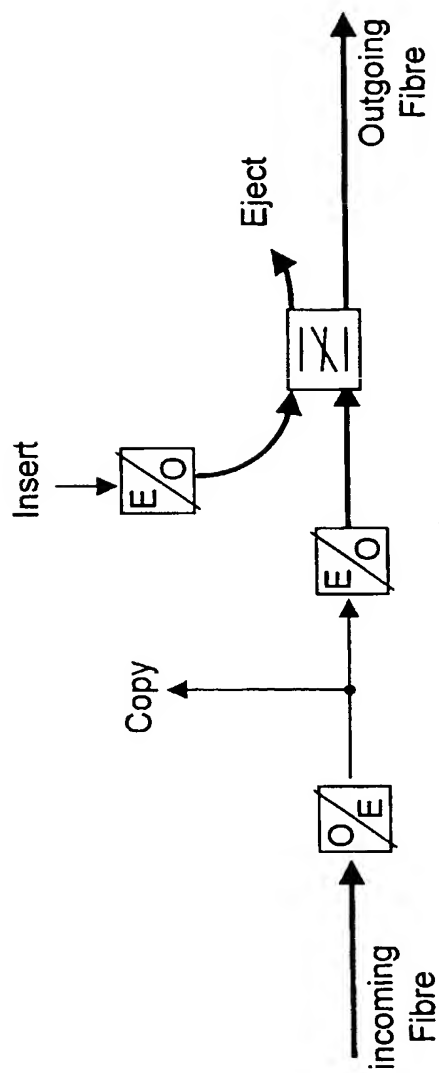 Insert
E
O
Copy
Eject
O
E
E
O
incoming
Fibre
Outgoing
Fibre